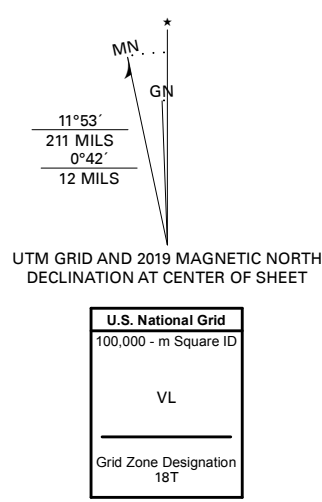 ★
MN
GN
11°53´
211 MILS
0°42´
12 MILS
UTM GRID AND 2019 MAGNETIC NORTH
DECLINATION AT CENTER OF SHEET
U.S. National Grid
100,000 - m Square ID
VL
Grid Zone Designation
18T